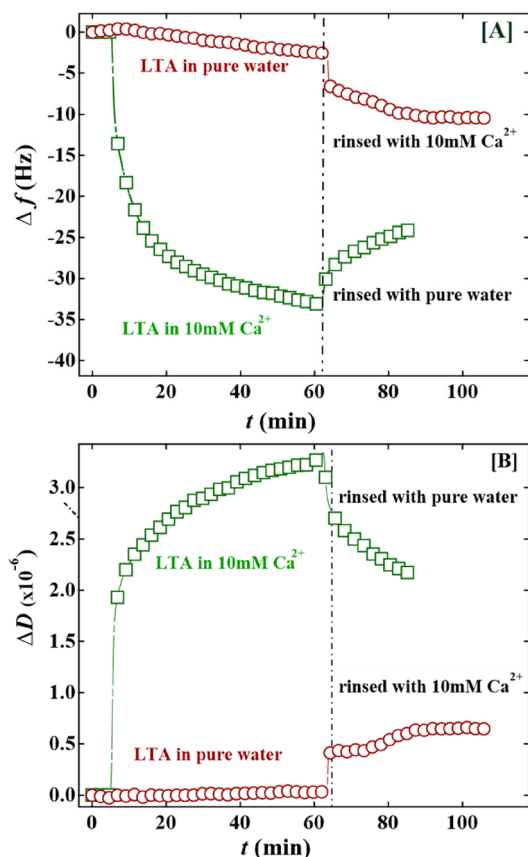 [A]
0
-5
-10
-15
-20
-25
-30
-35
-40
Δ f (Hz)
LTA in pure water
rinsed with 10mM Ca²⁺
rinsed with pure water
LTA in 10mM Ca²⁺
0 20 40 60 80 100
t (min)
[B]
3.0
2.5
2.0
1.5
1.0
0.5
0.0
ΔD (x10⁻⁶)
rinsed with pure water
LTA in 10mM Ca²⁺
rinsed with 10mM Ca²⁺
LTA in pure water
0 20 40 60 80 100
t (min)